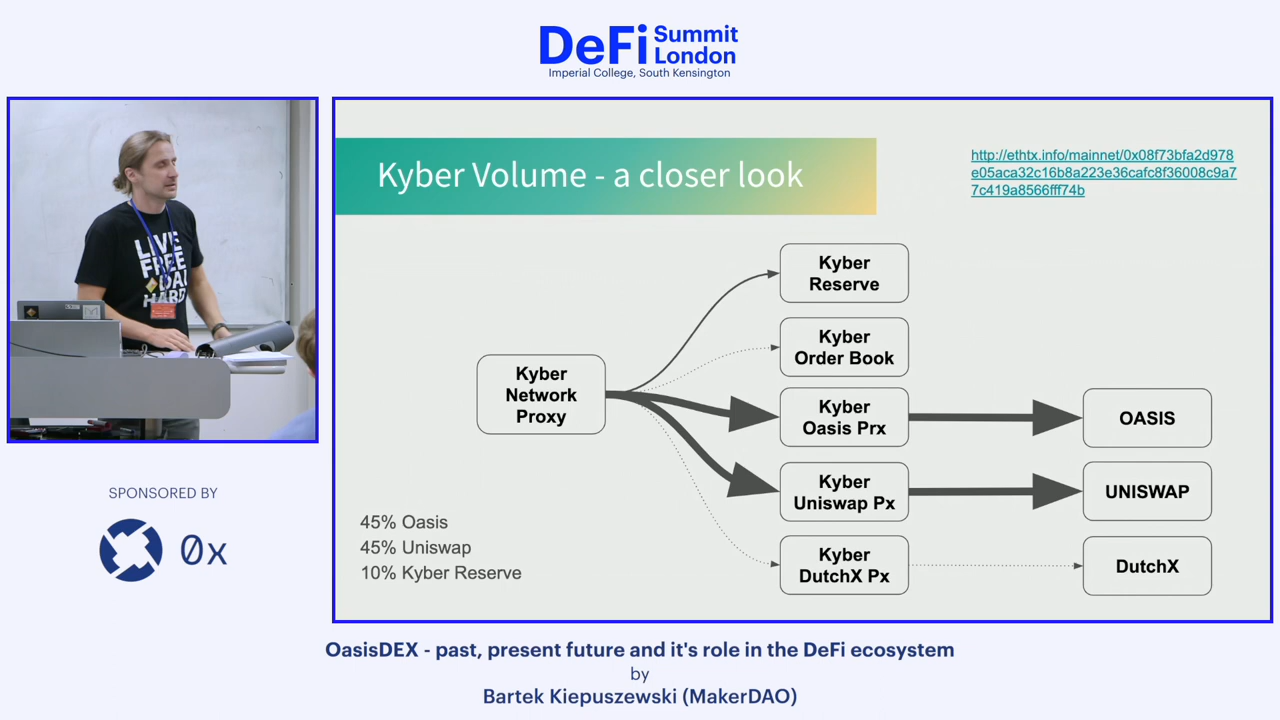 DeFi Summit London
Imperial College, South Kensington
LIVE
FREE
HARD
Kyber Volume - a closer look
http://ethtx.info/mainnet/0x08f73bfa2d978
e05aca32c16b8a223e36cafc8f36008c9a7
7c419a8566fff74b
Kyber
Reserve
Kyber
Order Book
Kyber
Network
Proxy
Kyber
Oasis Prx
OASIS
Kyber
Uniswap Px
UNISWAP
Kyber
DutchX Px
DutchX
45% Oasis
45% Uniswap
10% Kyber Reserve
SPONSORED BY
0x
OasisDEX - past, present future and it's role in the DeFi ecosystem
by
Bartek Kiepuszewski (MakerDAO)